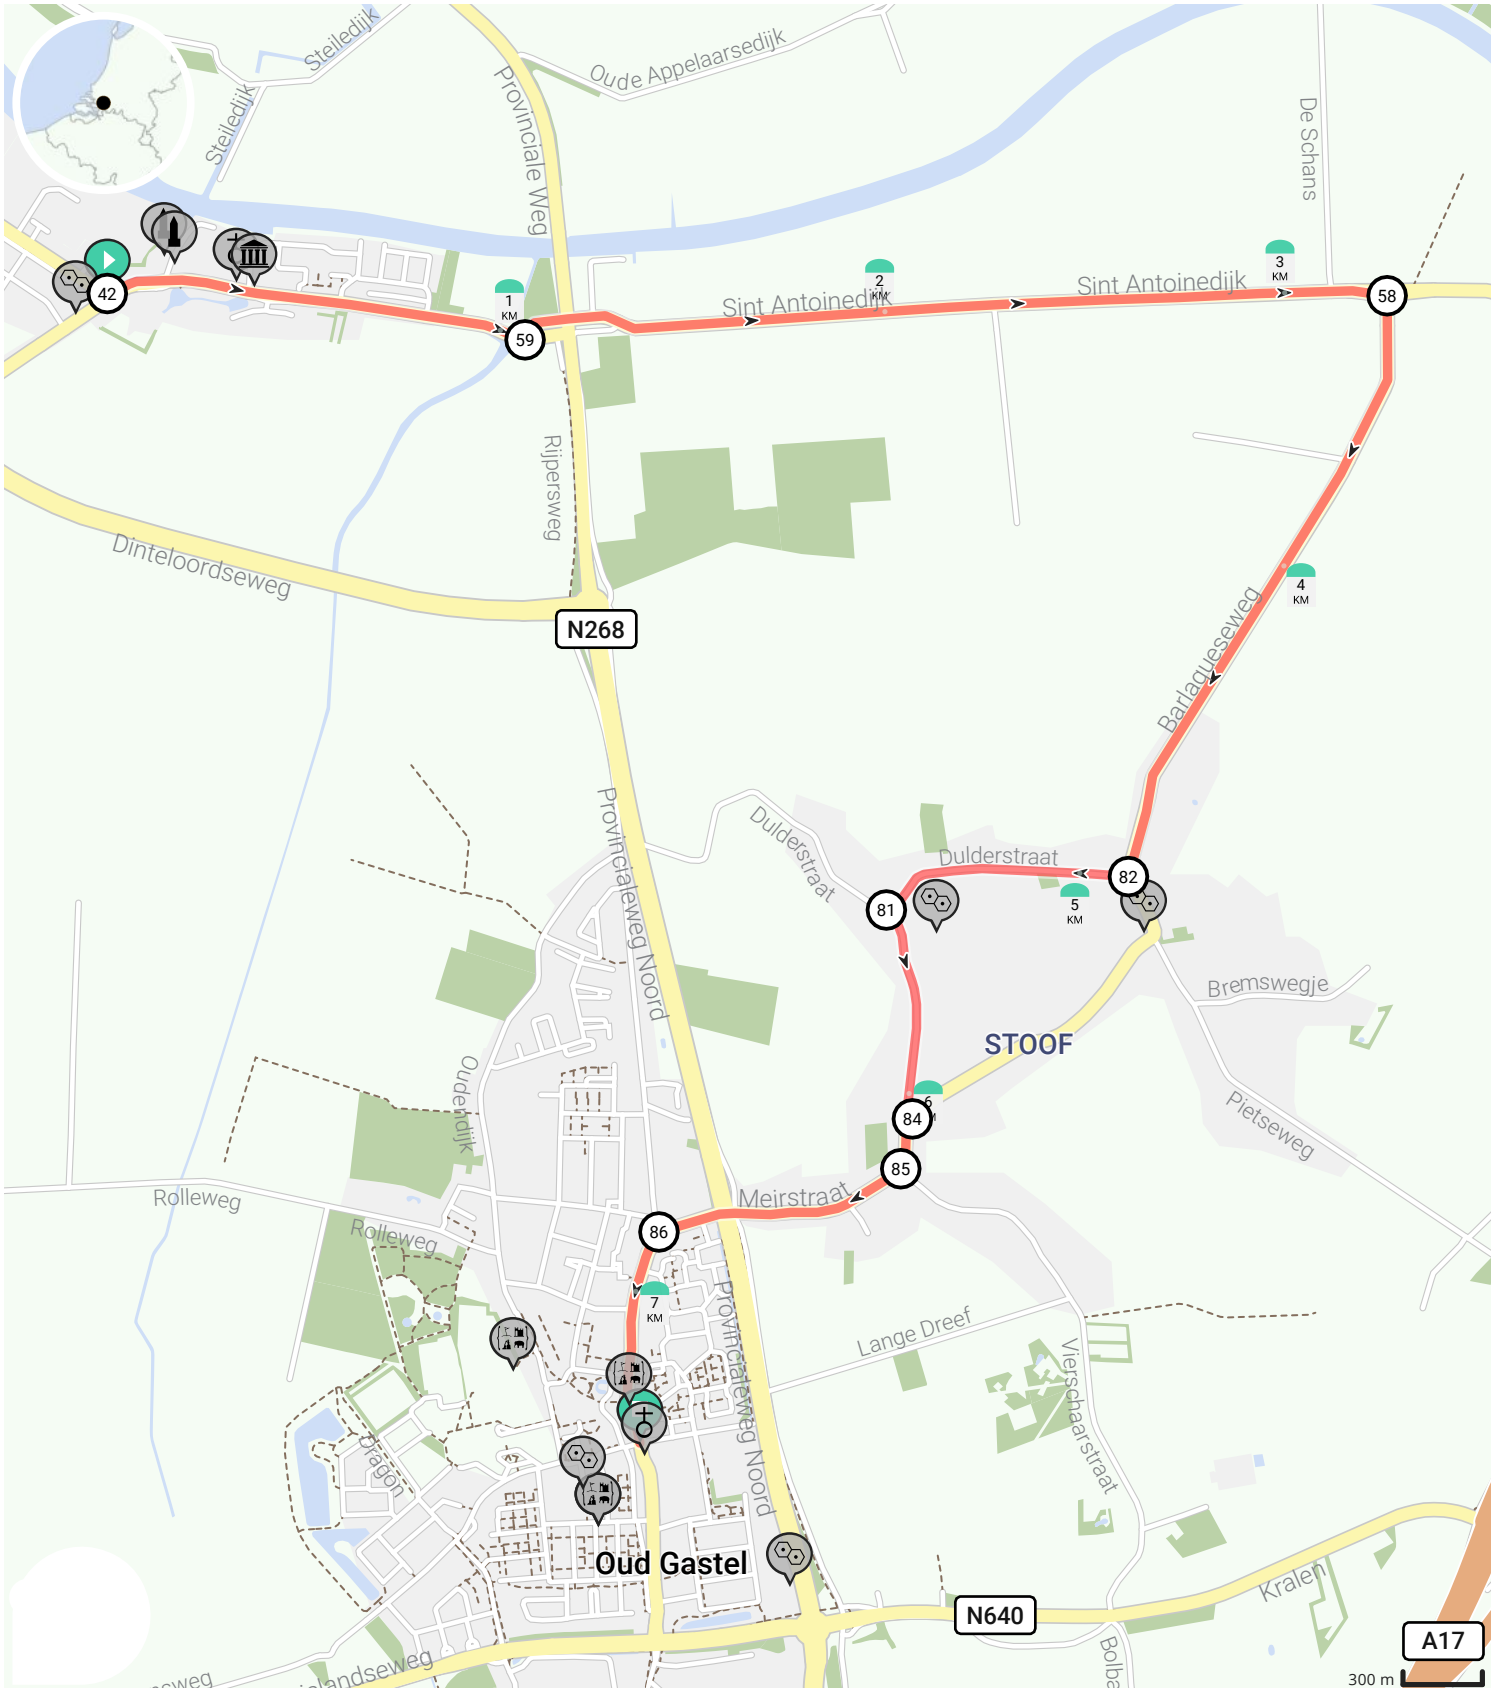 Steiledijk
Steiledijk
Oude Appelaarsedijk
Provinciale Weg
De Schans
42
1
KM
59
2
KM
Sint Antoinedijk
Sint Antoinedijk
3
KM
58
Rijpersweg
Dinteloordseweg
N268
4
KM
Barlaqueseweg
Provincialeweg Noord
Dulderstraat
Dulderstraat
82
81
5
KM
Bremswegje
STOOF
Oudendijk
6
84
85
Pietseweg
Meirstraat
Rolleweg
Rolleweg
86
7
KM
Provincialeweg Noord
Lange Dreef
Vierschaarstraat
Dragon
Oud Gastel
N640
Kralen
A17
Bolba
300 m